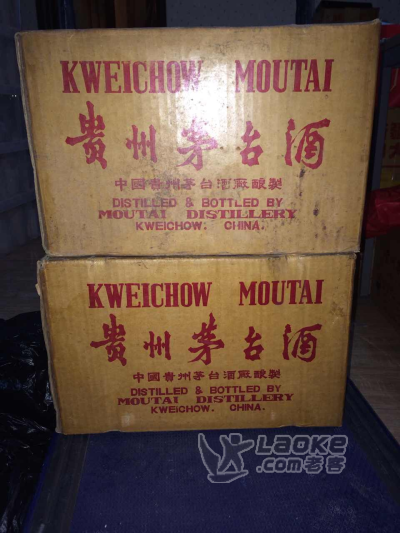 KWEICHOW MOUTAI
貴州茅台酒
中國貴州茅台酒厰釀製
DISTILLED & BOTTLED BY
MOUTAI DISTILLERY
KWEICHOW. CHINA.
KWEICHOW MOUTAI
貴州茅台酒
中國貴州茅台酒厰釀製
DISTILLED & BOTTLED BY
MOUTAI DISTILLERY
KWEICHOW. CHINA.
LAOKE
.com老客